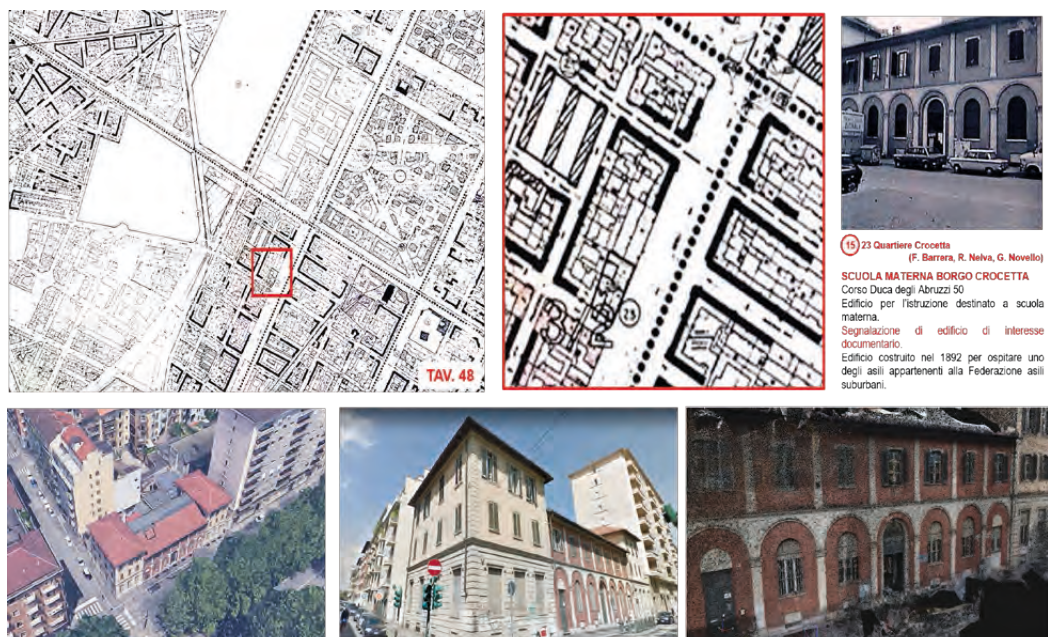 TAV. 48
23
15 23 Quartiere Crocetta
(F. Barrera, R. Nelva, G. Novello)
SCUOLA MATERNA BORGO CROCETTA
Corso Duca degli Abruzzi 50
Edificio per l'istruzione destinato a scuola
materna.
Segnalazione di edificio di interesse
documentario.
Edificio costruito nel 1892 per ospitare uno
degli asili appartenenti alla Federazione asili
suburbani.